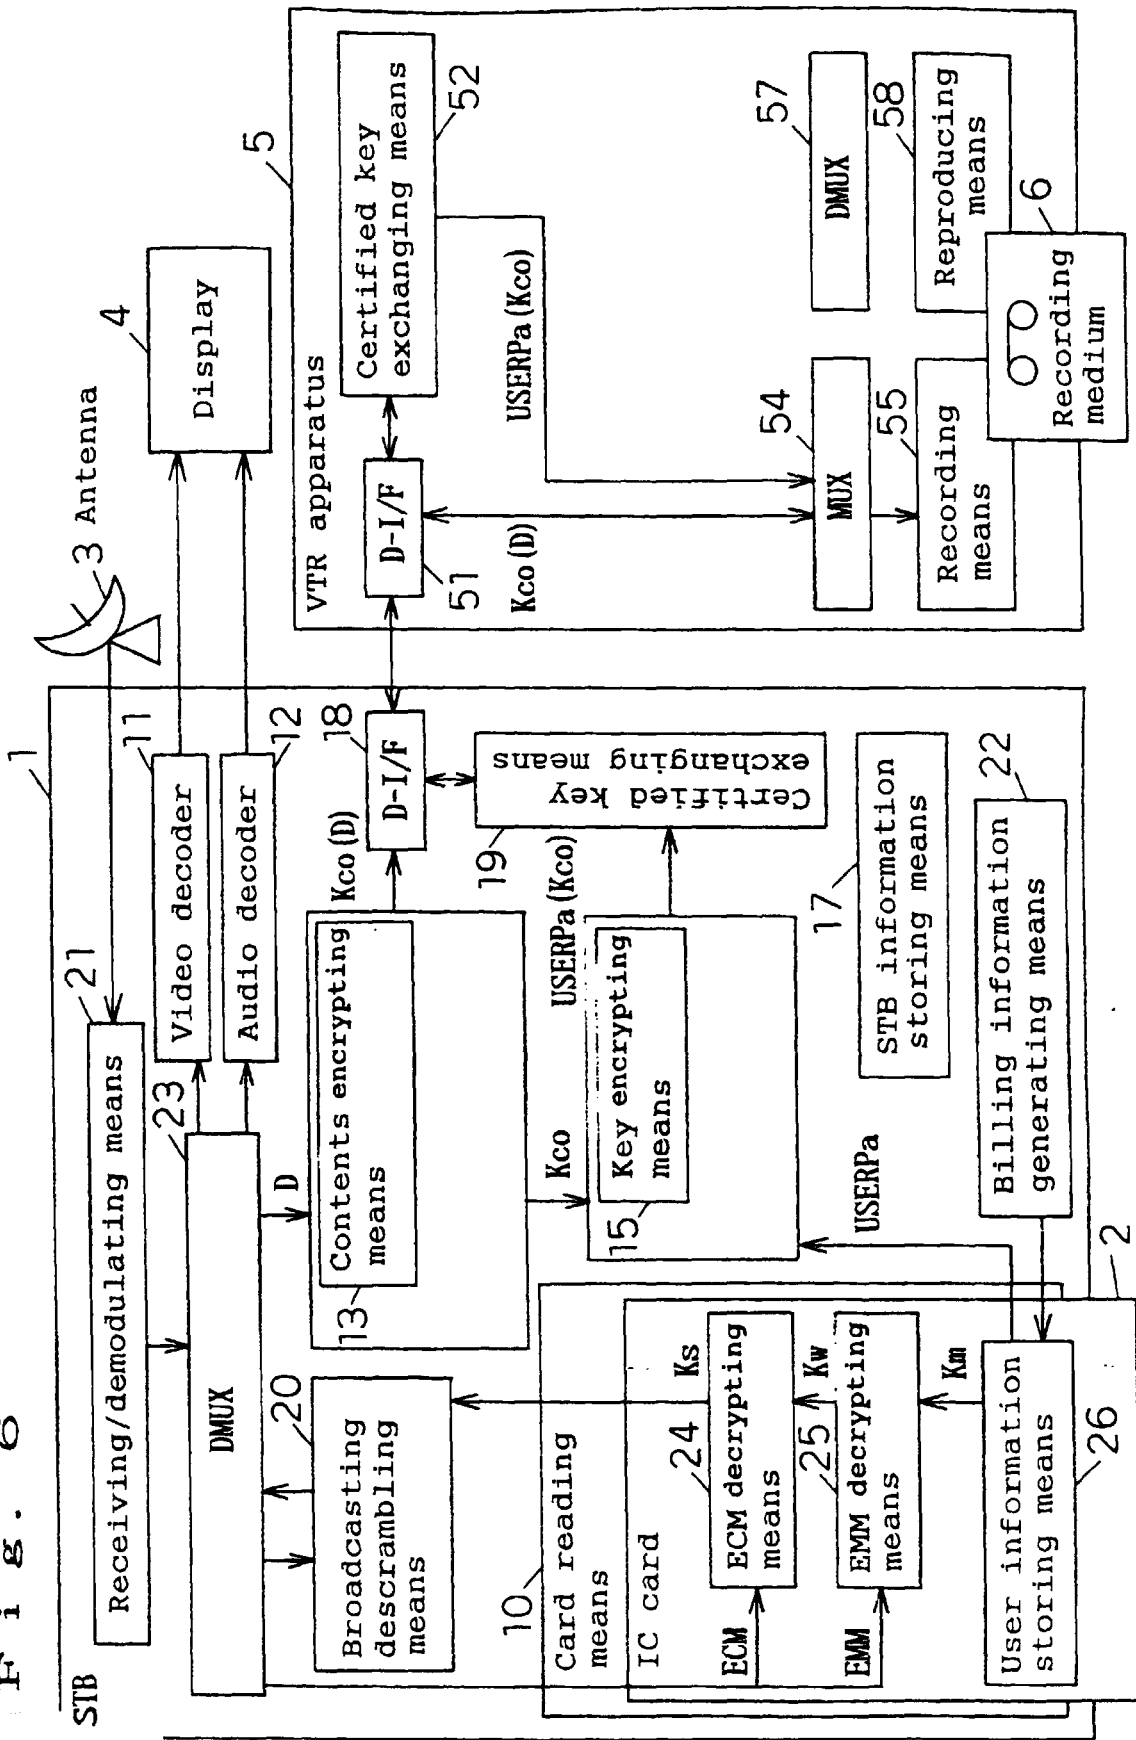 Fig. 6
STB
1
Receiving/demodulating means
21
3 Antenna
DMUX
23
Video decoder
11
Audio decoder
12
4
Display
Broadcasting
descrambling
means
20
D
Contents encrypting
means
13
Kco(D)
D-I/F
18
Kco
Key encrypting
means
15
USERPa(Kco)
Certified key
exchanging means
19
STB information
storing means
17
Billing information
generating means
22
USERPa
10
Card reading
means
IC card
2
ECM
EMM
ECM decrypting
means
24
Ks
EMM decrypting
means
25
Kw
Km
User information
storing means
26
5
VTR apparatus
D-I/F
51
Certified key
exchanging means
52
Kco(D)
USERPa(Kco)
MUX
54
DMUX
57
Recording
means
55
Reproducing
means
58
Recording
medium
6